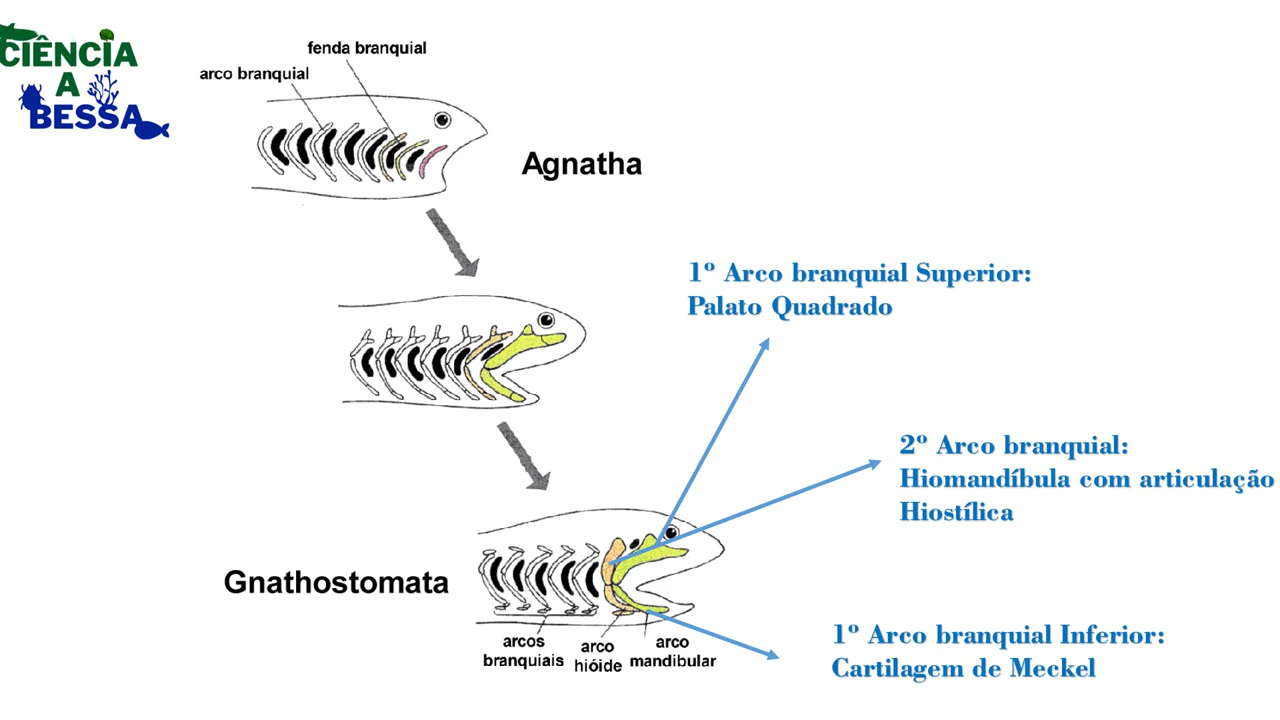 CIÊNCIA
A
BESSA
fenda branquial
arco branquial
Agnatha
1º Arco branquial Superior:
Palato Quadrado
2º Arco branquial:
Hiomandíbula com articulação
Hiostílica
Gnathostomata
arcos
branquiais
arco
hióide
arco
mandibular
1º Arco branquial Inferior:
Cartilagem de Meckel